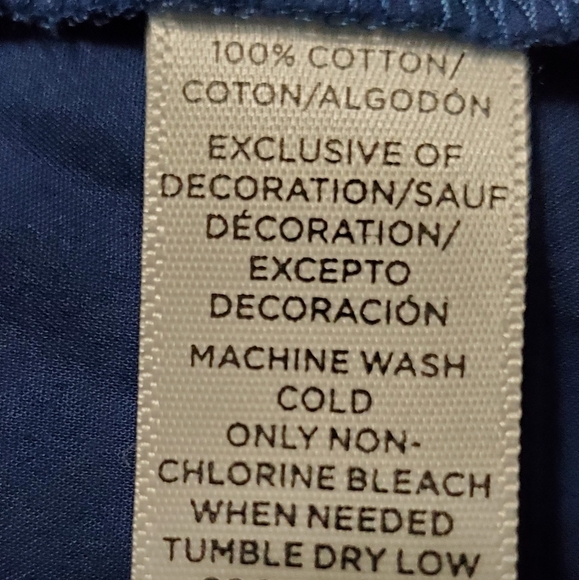 100% COTTON/
COTON/ALGODÓN
EXCLUSIVE OF
DECORATION/SAUF
DÉCORATION/
EXCEPTO
DECORACIÓN
MACHINE WASH
COLD
ONLY NON-
CHLORINE BLEACH
WHEN NEEDED
TUMBLE DRY LOW